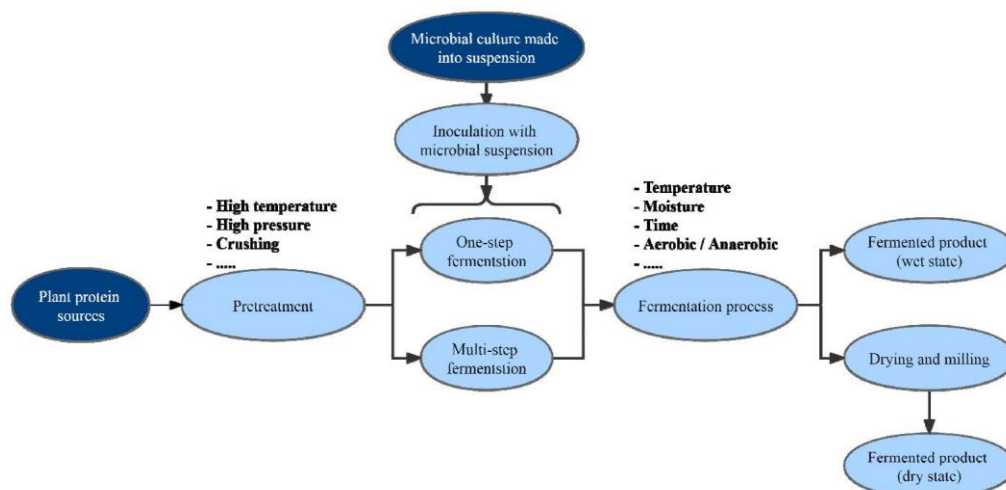 Microbial culture made
into suspension
Inoculation with
microbial suspension
- High temperature
- High pressure
- Crushing
- .....
- Temperature
- Moisture
- Time
- Aerobic / Anaerobic
- .....
Plant protein
sources
Pretreatment
One-step
fermentstion
Multi-step
fermentstion
Fermentation process
Fermented product
(wet state)
Drying and milling
Fermented product
(dry state)